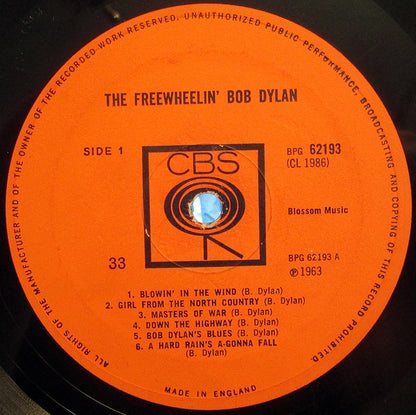 ALL RIGHTS OF THE MANUFACTURER AND OF THE OWNER OF THE RECORDED WORK RESERVED. UNAUTHORIZED PUBLIC PERFORMANCE, BROADCASTING AND COPYING OF THIS RECORD PROHIBITED.
THE FREEWHEELIN' BOB DYLAN
SIDE 1
BPG 62193
(CL 1986)
CBS
Blossom Music
33
BPG 62193 A
℗ 1963
1. BLOWIN' IN THE WIND (B. Dylan)
2. GIRL FROM THE NORTH COUNTRY (B. Dylan)
3. MASTERS OF WAR (B. Dylan)
4. DOWN THE HIGHWAY (B. Dylan)
5. BOB DYLAN'S BLUES (B. Dylan)
6. A HARD RAIN'S A-GONNA FALL
(B. Dylan)
MADE IN ENGLAND